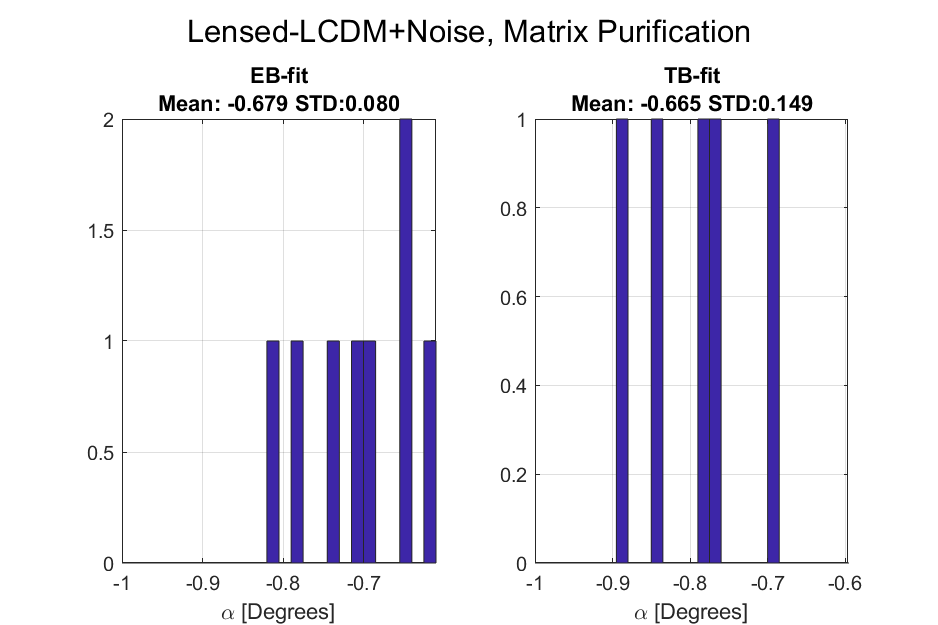 Lensed-LCDM+Noise, Matrix Purification
EB-fit
Mean: -0.679 STD:0.080
2
1.5
1
0.5
0
-1
-0.9
-0.8
-0.7
α [Degrees]
TB-fit
Mean: -0.665 STD:0.149
1
0.8
0.6
0.4
0.2
0
-1
-0.9
-0.8
-0.7
-0.6
α [Degrees]